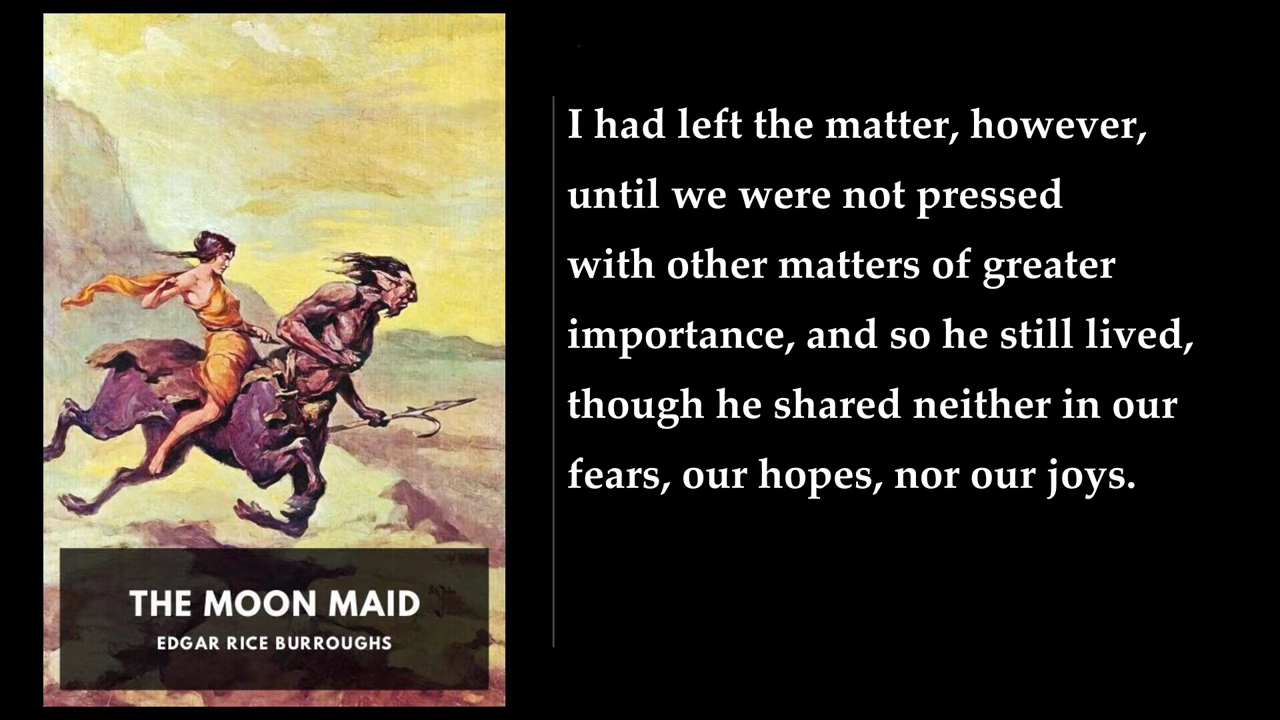 I had left the matter, however,
until we were not pressed
with other matters of greater
importance, and so he still lived,
though he shared neither in our
fears, our hopes, nor our joys.
THE MOON MAID
EDGAR RICE BURROUGHS